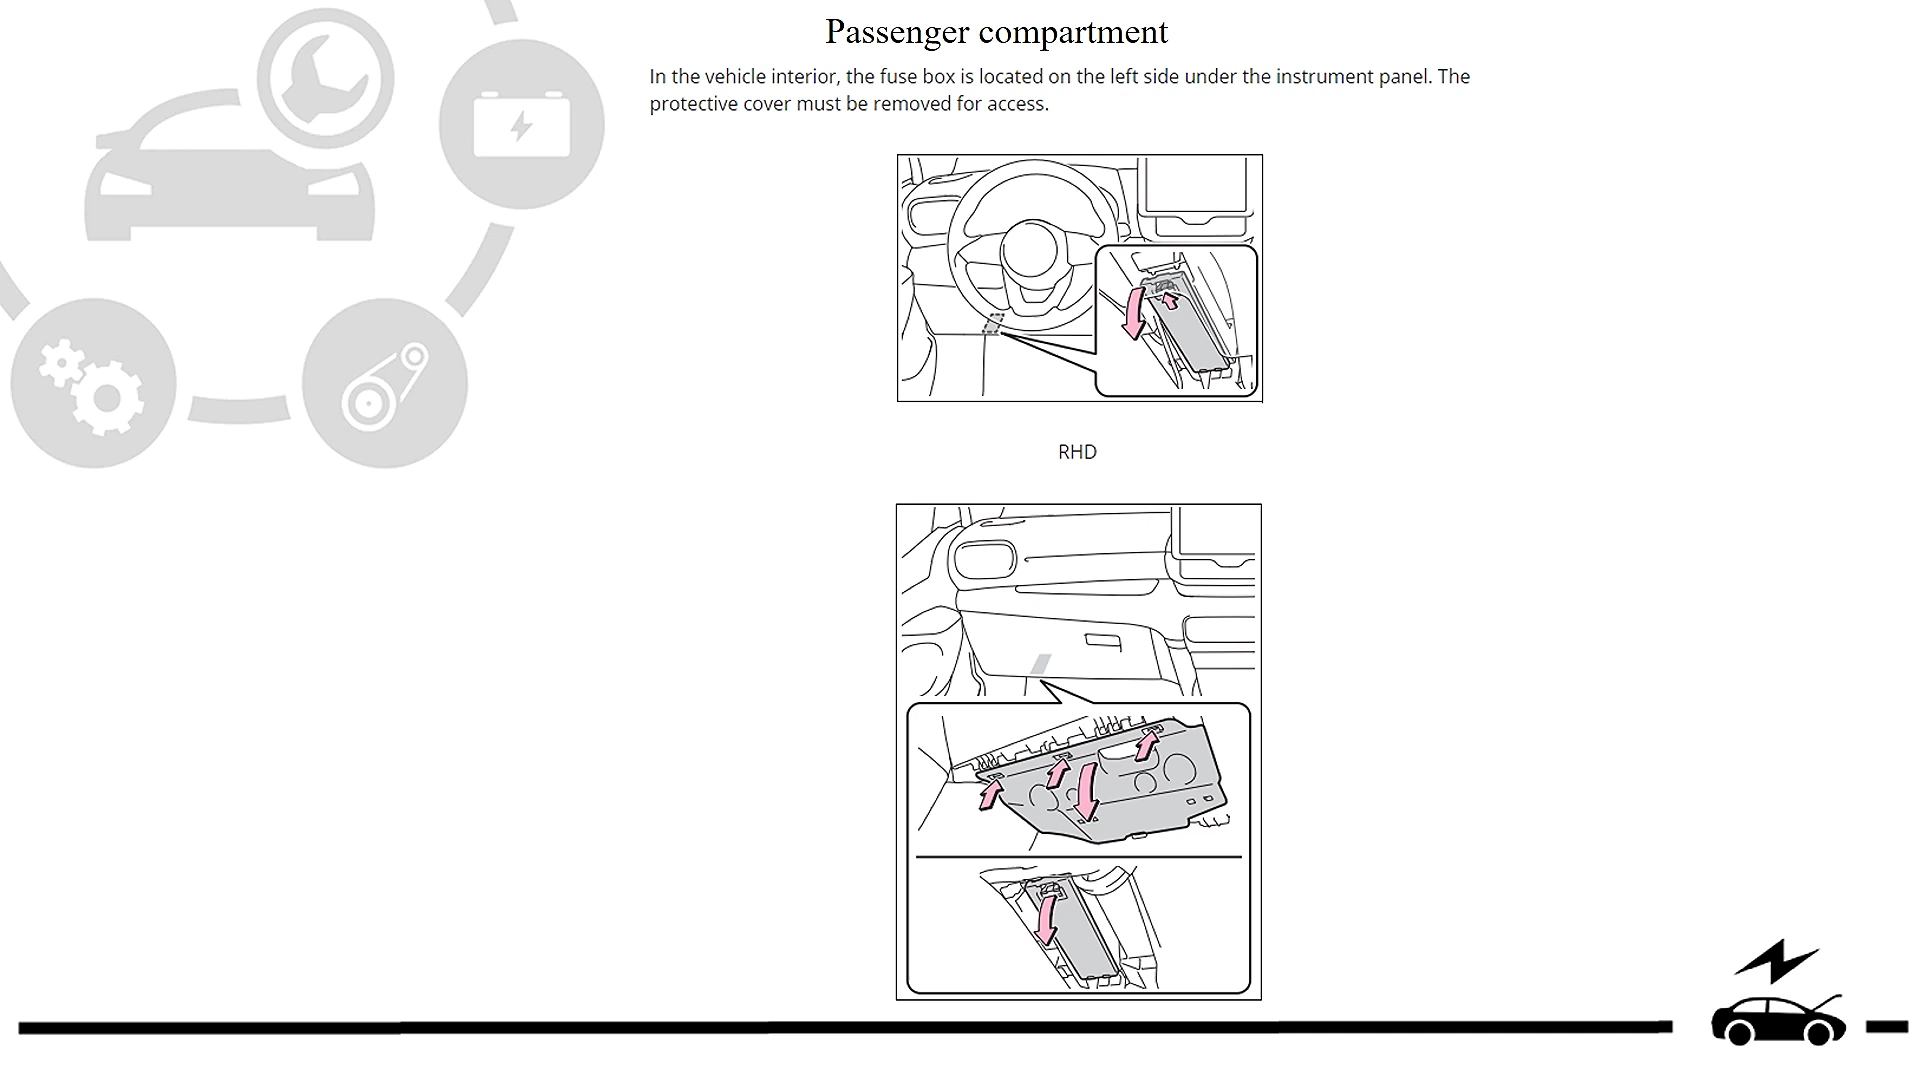 Passenger compartment
In the vehicle interior, the fuse box is located on the left side under the instrument panel. The
protective cover must be removed for access.
RHD